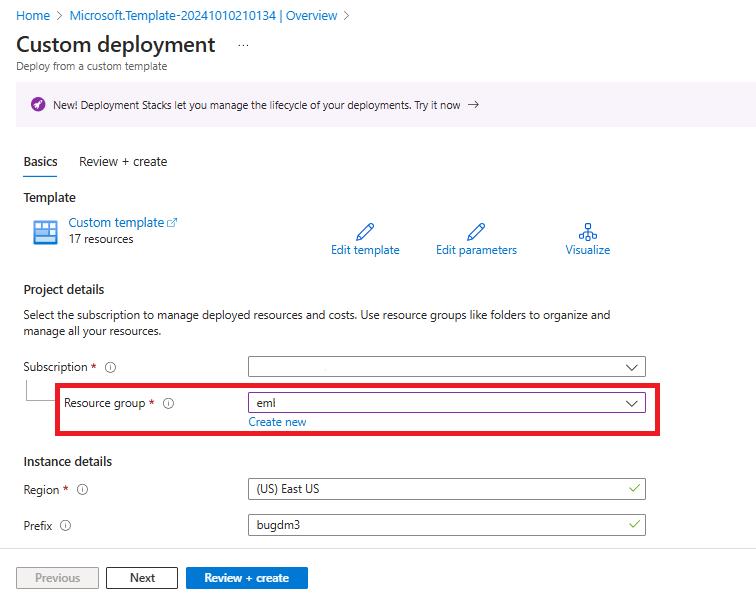 Home > Microsoft.Template-20241010210134 | Overview >
Custom deployment ...
Deploy from a custom template
New! Deployment Stacks let you manage the lifecycle of your deployments. Try it now →
Basics Review + create
Template
Custom template
17 resources
Edit template Edit parameters Visualize
Project details
Select the subscription to manage deployed resources and costs. Use resource groups like folders to organize and
manage all your resources.
Subscription *
Resource group * eml
Create new
Instance details
Region * (US) East US
Prefix bugdm3
Previous Next Review + create